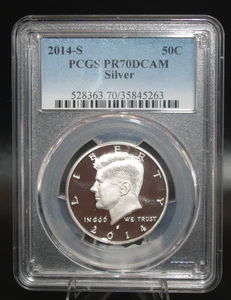 2014-S 50C
PCGS PR70DCAM
Silver
528363.70/35845263
LIBERTY
IN GOD WE TRUST
2014